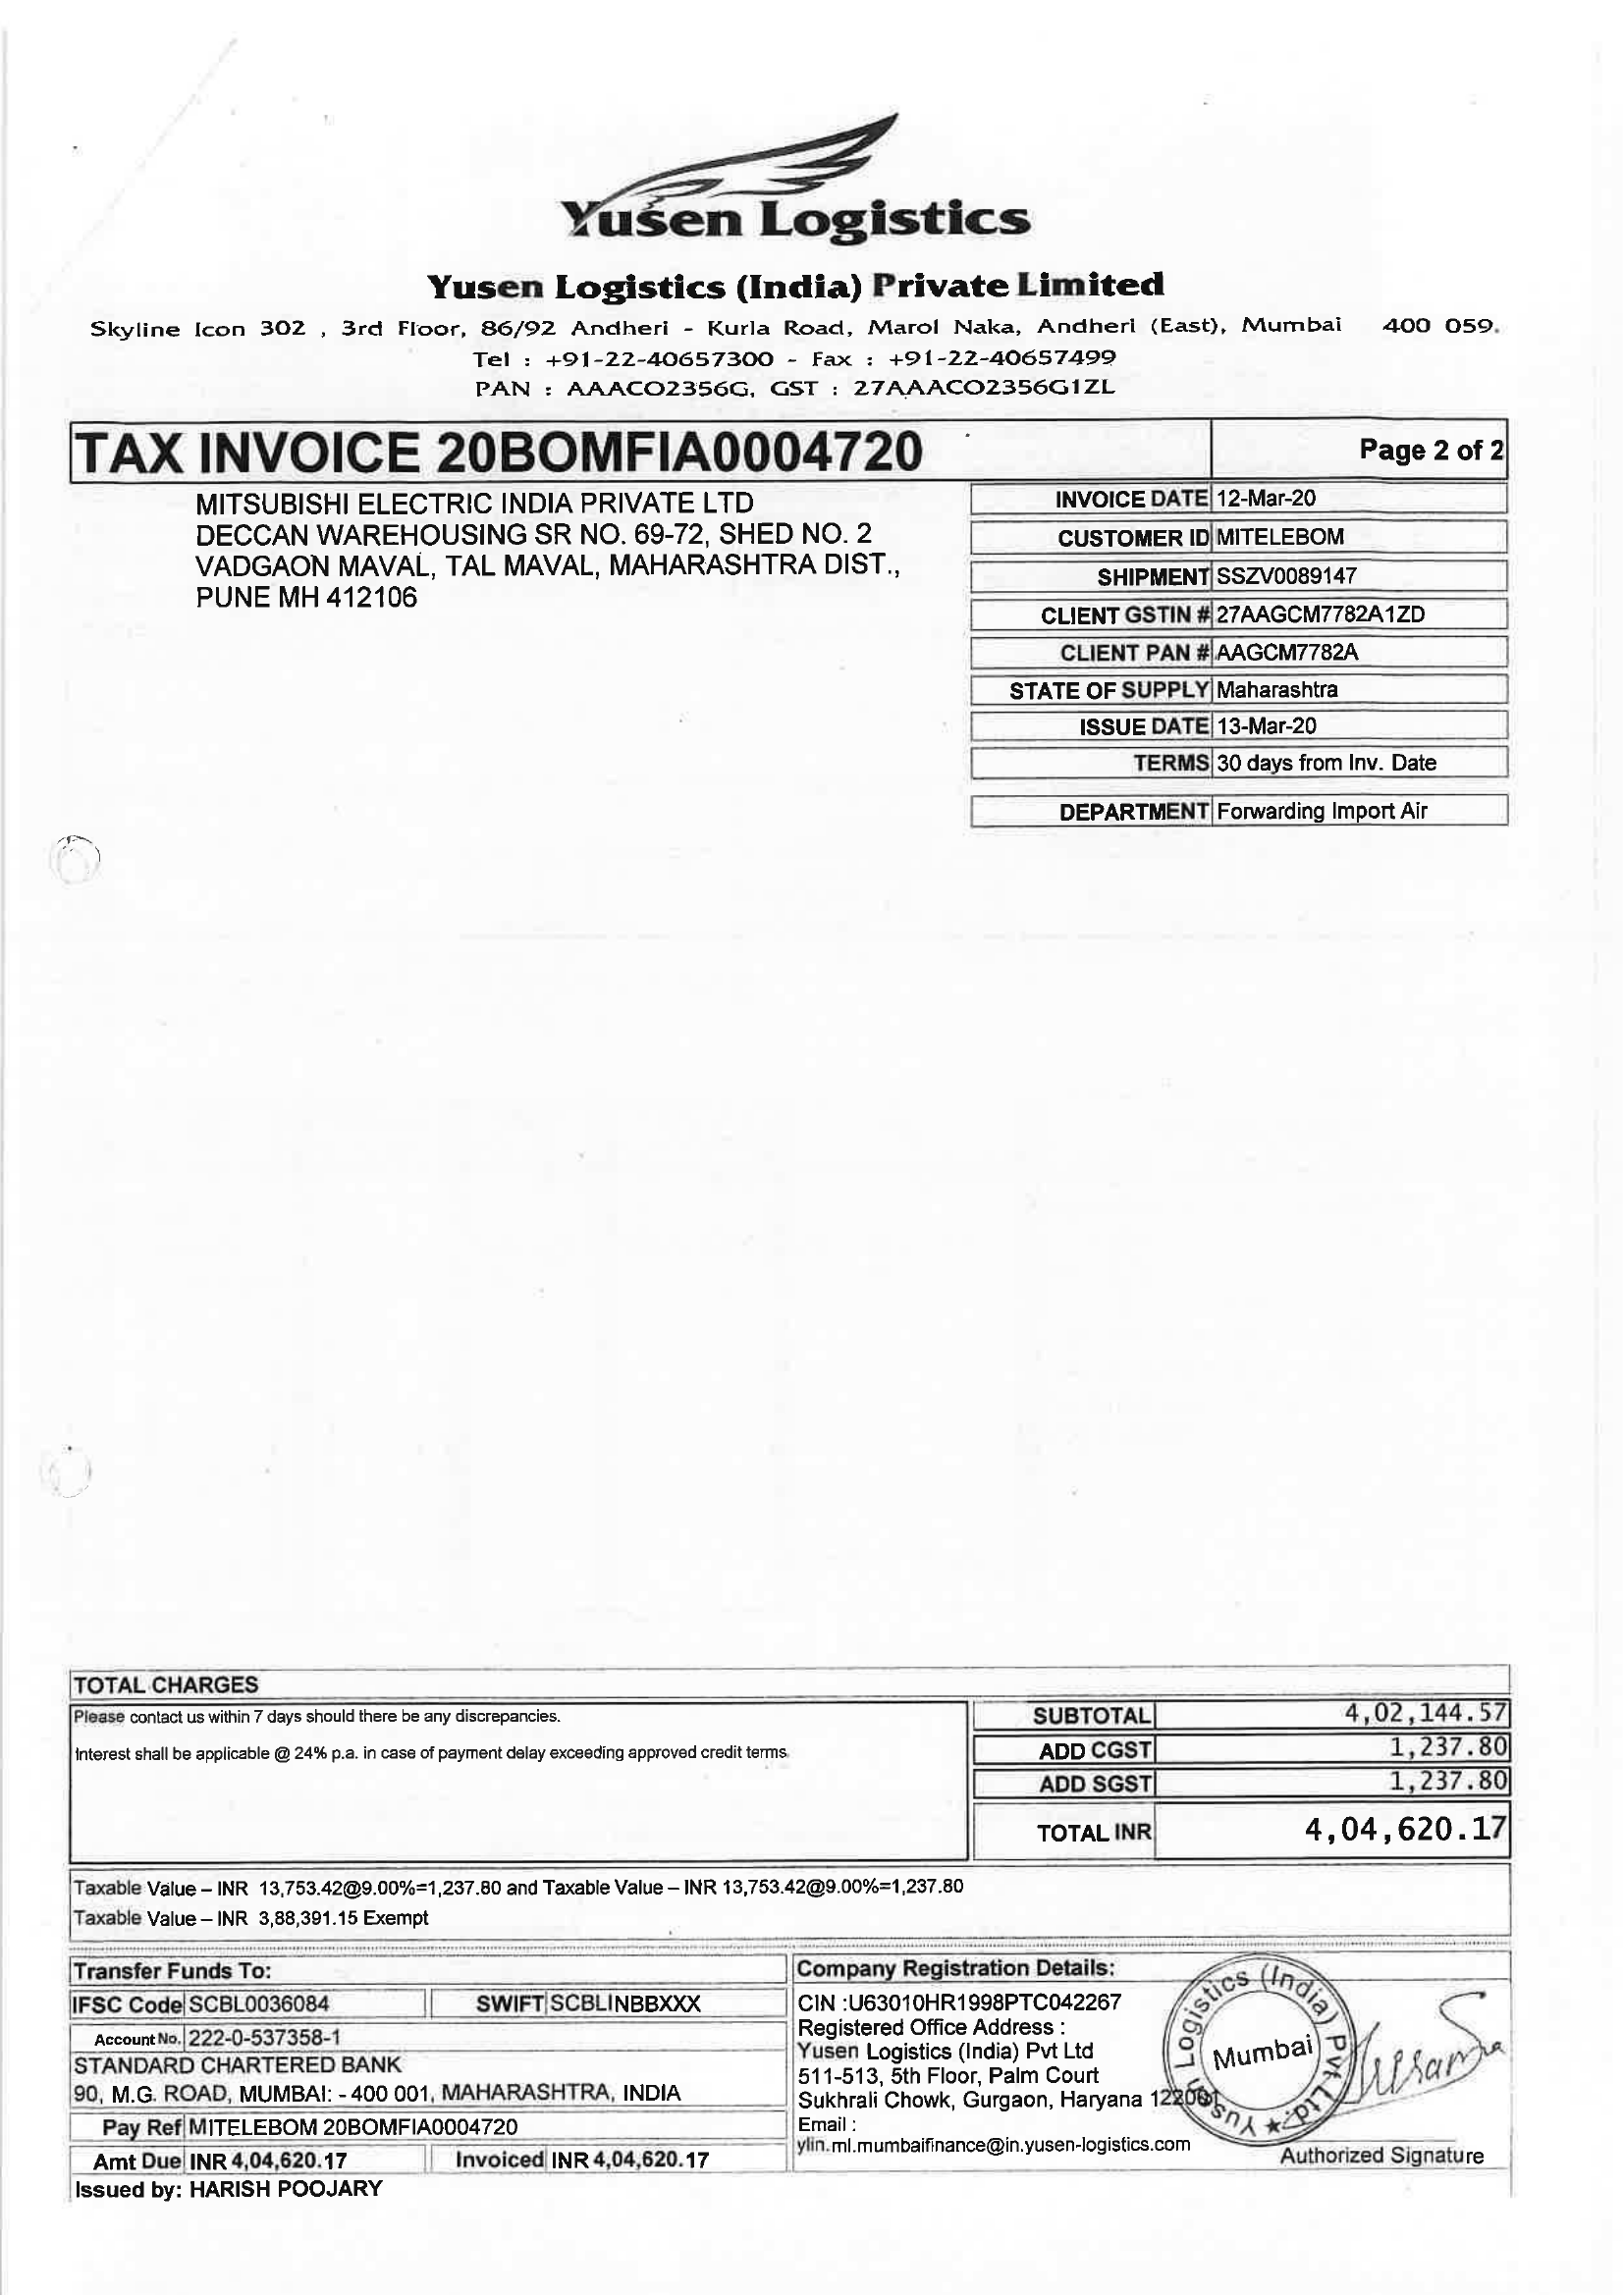 Yusen Logistics
Yusen Logistics (India) Private Limited
Skyline Icon 302 , 3rd Floor, 86/92 Andheri - Kurla Road, Marol Naka, Andheri (East), Mumbai 400 059.
Tel : +91-22-40657300 - Fax : +91-22-40657499
PAN : AAACO2356G, GST : 27AAACO2356G1ZL
TAX INVOICE 20BOMFIA0004720
Page 2 of 2
MITSUBISHI ELECTRIC INDIA PRIVATE LTD
DECCAN WAREHOUSING SR NO. 69-72, SHED NO. 2
VADGAON MAVAL, TAL MAVAL, MAHARASHTRA DIST.,
PUNE MH 412106
INVOICE DATE 12-Mar-20
CUSTOMER ID MITELEBOM
SHIPMENT SSZV0089147
CLIENT GSTIN # 27AAGCM7782A1ZD
CLIENT PAN # AAGCM7782A
STATE OF SUPPLY Maharashtra
ISSUE DATE 13-Mar-20
TERMS 30 days from Inv. Date
DEPARTMENT Forwarding Import Air
TOTAL CHARGES
Please contact us within 7 days should there be any discrepancies.
Interest shall be applicable @ 24% p.a. in case of payment delay exceeding approved credit terms.
SUBTOTAL 4,02,144.57
ADD CGST 1,237.80
ADD SGST 1,237.80
TOTAL INR 4,04,620.17
Taxable Value – INR 13,753.42@9.00%=1,237.80 and Taxable Value – INR 13,753.42@9.00%=1,237.80
Taxable Value – INR 3,88,391.15 Exempt
Transfer Funds To:
IFSC Code SCBL0036084 SWIFT SCBLINBBXXX
Account No. 222-0-537358-1
STANDARD CHARTERED BANK
90, M.G. ROAD, MUMBAI: - 400 001, MAHARASHTRA, INDIA
Pay Ref MITELEBOM 20BOMFIA0004720
Amt Due INR 4,04,620.17 Invoiced INR 4,04,620.17
Issued by: HARISH POOJARY
Company Registration Details:
CIN :U63010HR1998PTC042267
Registered Office Address :
Yusen Logistics (India) Pvt Ltd
511-513, 5th Floor, Palm Court
Sukhrali Chowk, Gurgaon, Haryana 122001
Email :
ylin.ml.mumbaifinance@in.yusen-logistics.com
Yusen Logistics (India) Pvt Ltd. ★
Mumbai
Authorized Signature